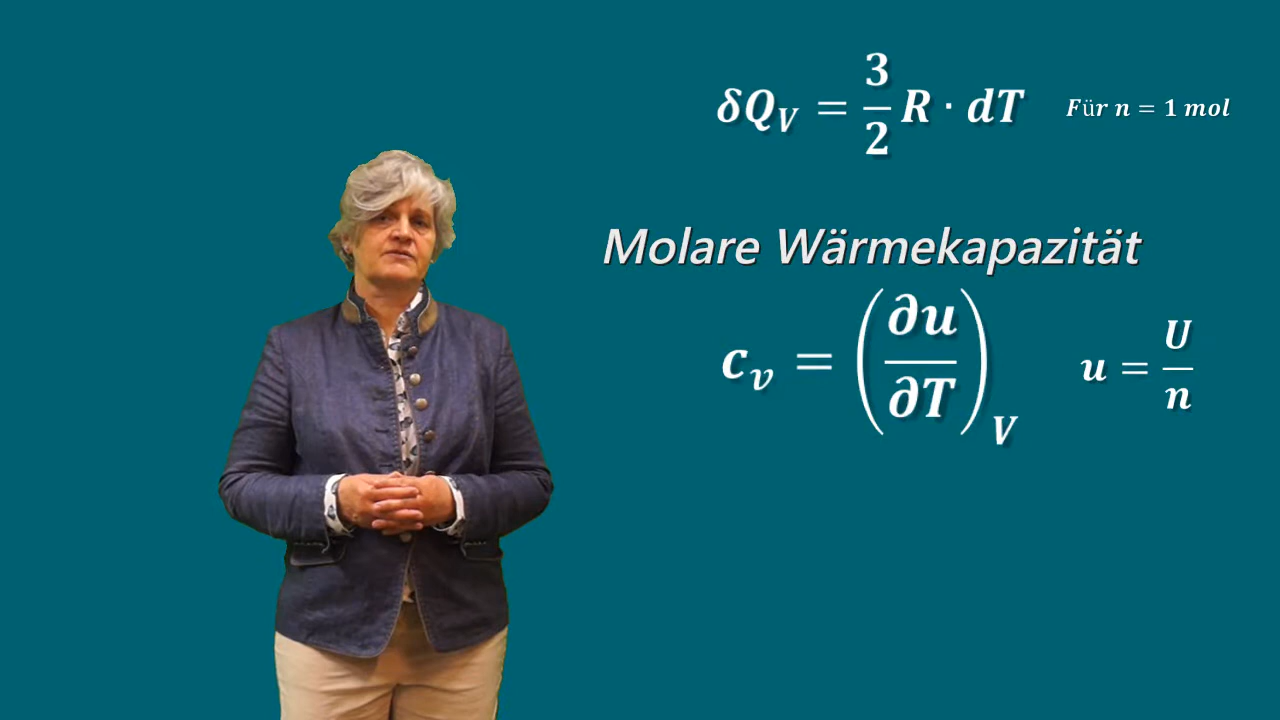 δQ_V = 3/2 R · dT    Für n = 1 mol
Molare Wärmekapazität
c_v = (∂u/∂T)_V    u = U/n